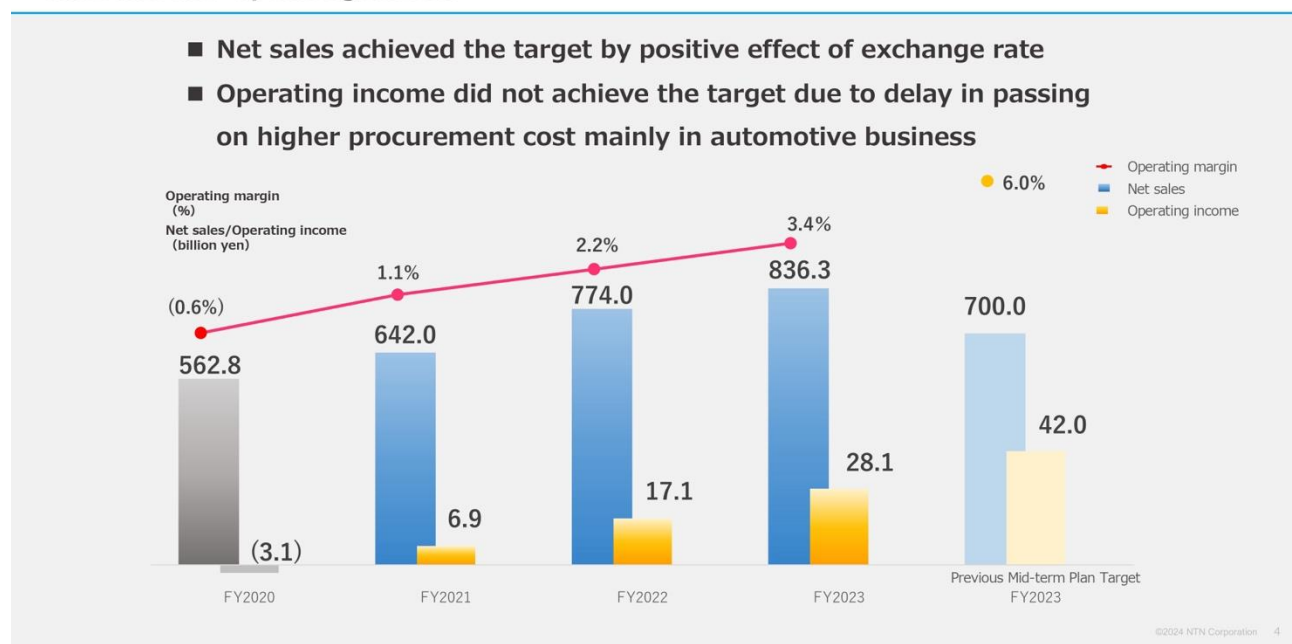 ■ Net sales achieved the target by positive effect of exchange rate
■ Operating income did not achieve the target due to delay in passing
on higher procurement cost mainly in automotive business
Operating margin
(%)
Net sales/Operating income
(billion yen)
6.0%
Operating margin
Net sales
Operating income
(0.6%)
1.1%
2.2%
3.4%
562.8
642.0
774.0
836.3
700.0
(3.1)
6.9
17.1
28.1
42.0
Previous Mid-term Plan Target
FY2020
FY2021
FY2022
FY2023
FY2023
©2024 NTN Corporation 4